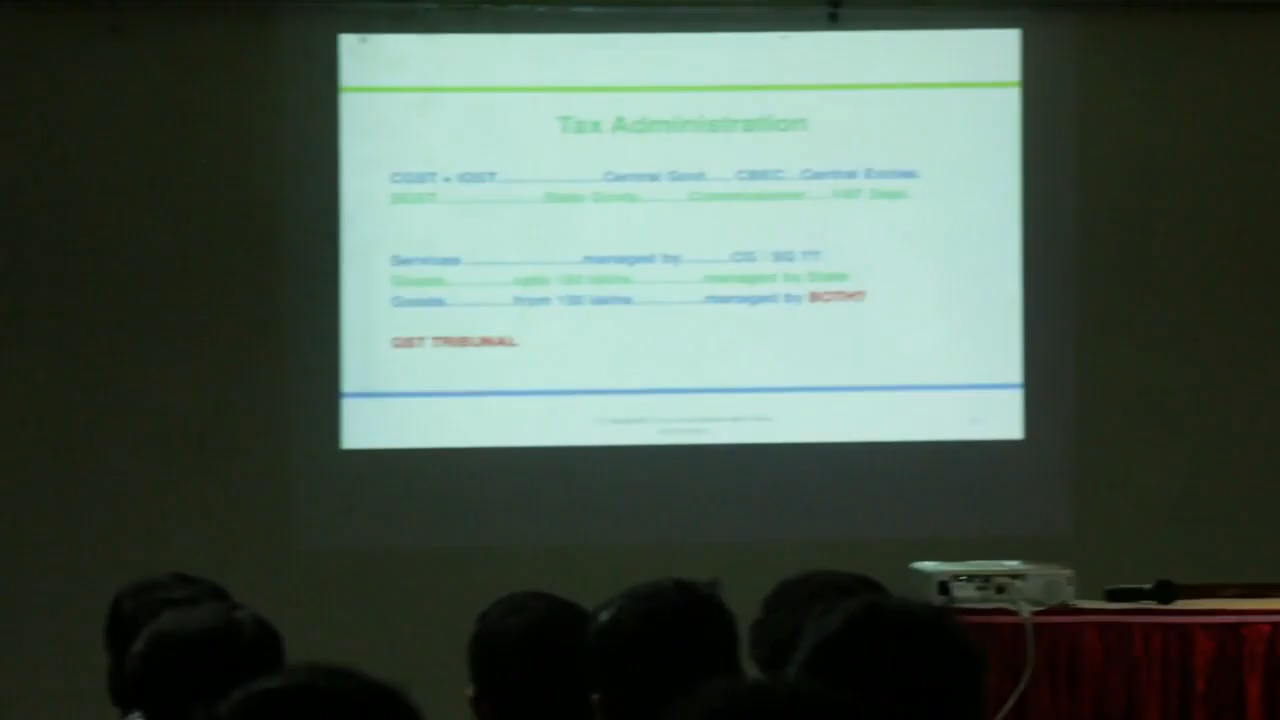 Tax Administration
CGST + IGST....................Central Govt..... CBEC...Central Excise.
SGST....................State Govts..........Commissioner.....VAT Dept.
Services.......................managed by..........CG / SG ??
Goods.............upto 150 lakhs.............managed by State
Goods.............from 150 lakhs.............managed by BOTH?
GST TRIBUNAL